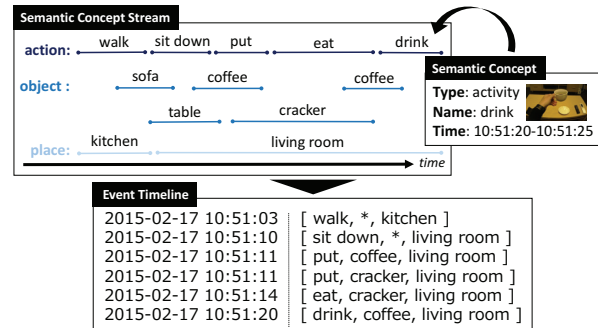 Semantic Concept Stream
action: walk sit down put eat drink
object : sofa coffee coffee
table cracker
place: kitchen living room
time
Semantic Concept
Type: activity
Name: drink
Time: 10:51:20-10:51:25
Event Timeline
2015-02-17 10:51:03 [ walk, *, kitchen ]
2015-02-17 10:51:10 [ sit down, *, living room ]
2015-02-17 10:51:11 [ put, coffee, living room ]
2015-02-17 10:51:11 [ put, cracker, living room ]
2015-02-17 10:51:14 [ eat, cracker, living room ]
2015-02-17 10:51:20 [ drink, coffee, living room ]